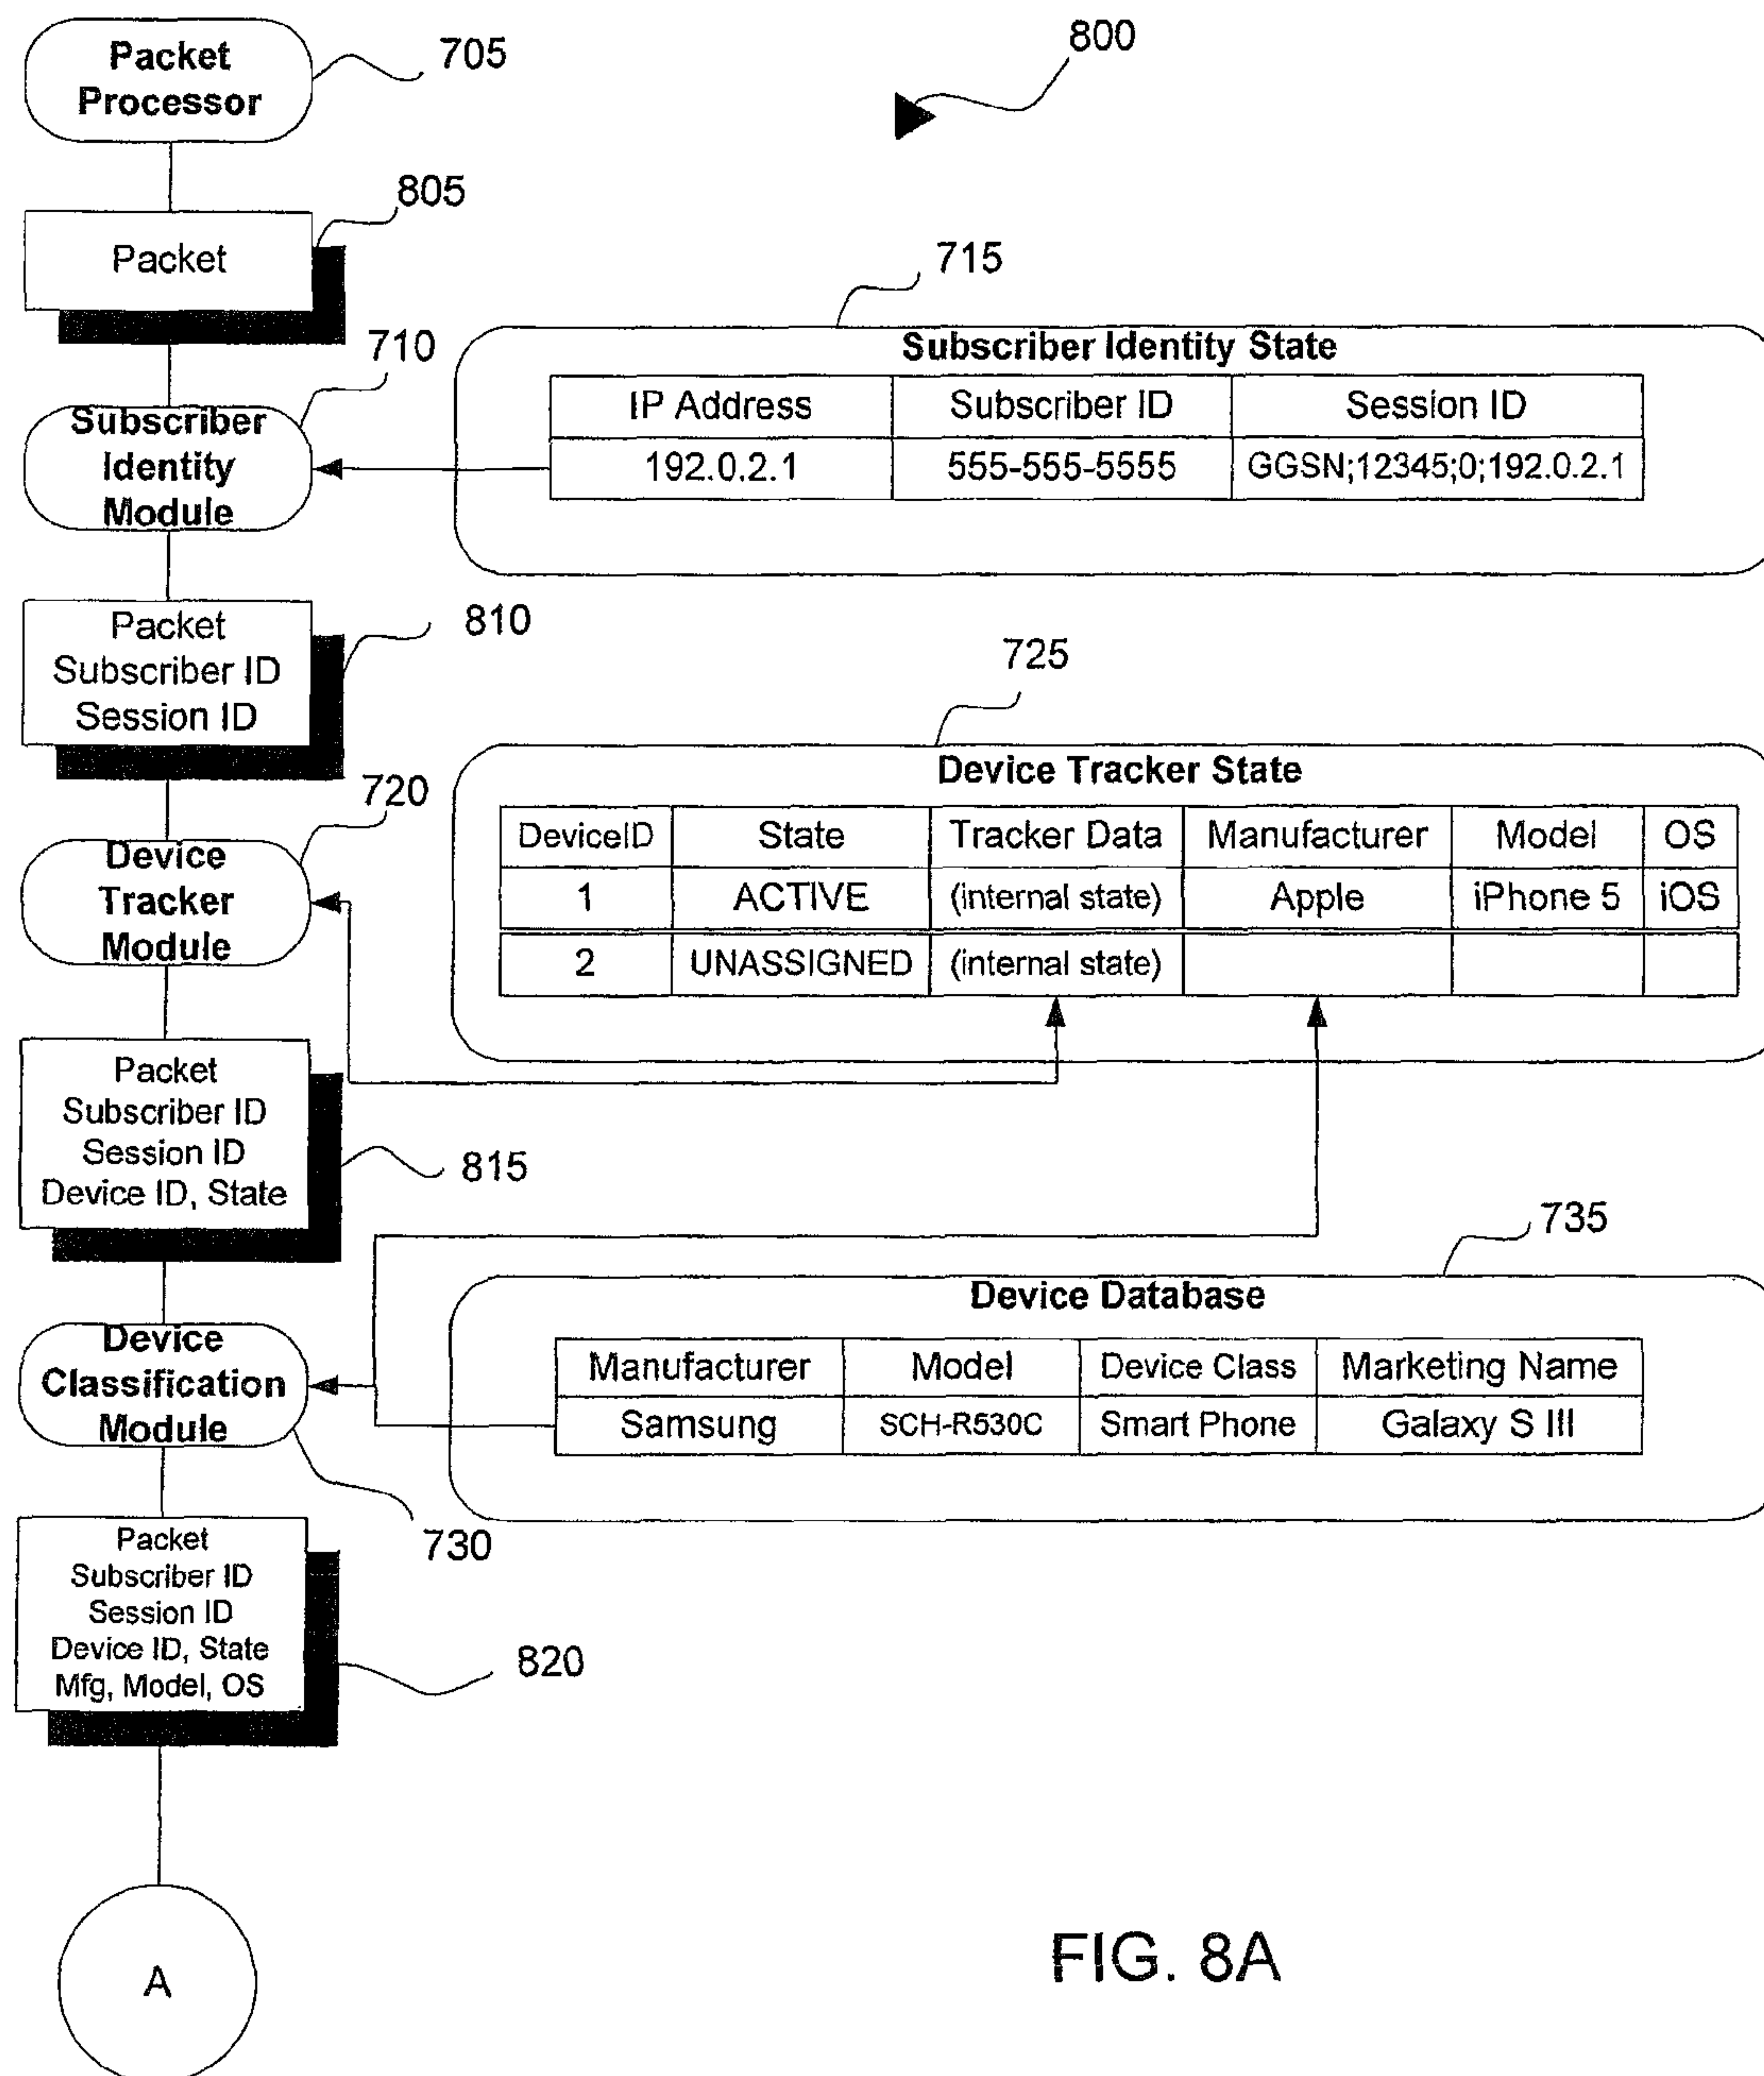 Packet
Processor
705
800
Packet
805
715
Subscriber Identity State
IP Address Subscriber ID Session ID
192.0.2.1 555-555-5555 GGSN;12345;0;192.0.2.1
710
Subscriber
Identity
Module
Packet
Subscriber ID
Session ID
810
725
Device Tracker State
DeviceID State Tracker Data Manufacturer Model OS
1 ACTIVE (internal state) Apple iPhone 5 iOS
2 UNASSIGNED (internal state)
720
Device
Tracker
Module
Packet
Subscriber ID
Session ID
Device ID, State
815
735
Device Database
Manufacturer Model Device Class Marketing Name
Samsung SCH-R530C Smart Phone Galaxy S III
Device
Classification
Module
730
Packet
Subscriber ID
Session ID
Device ID, State
Mfg, Model, OS
820
A
FIG. 8A